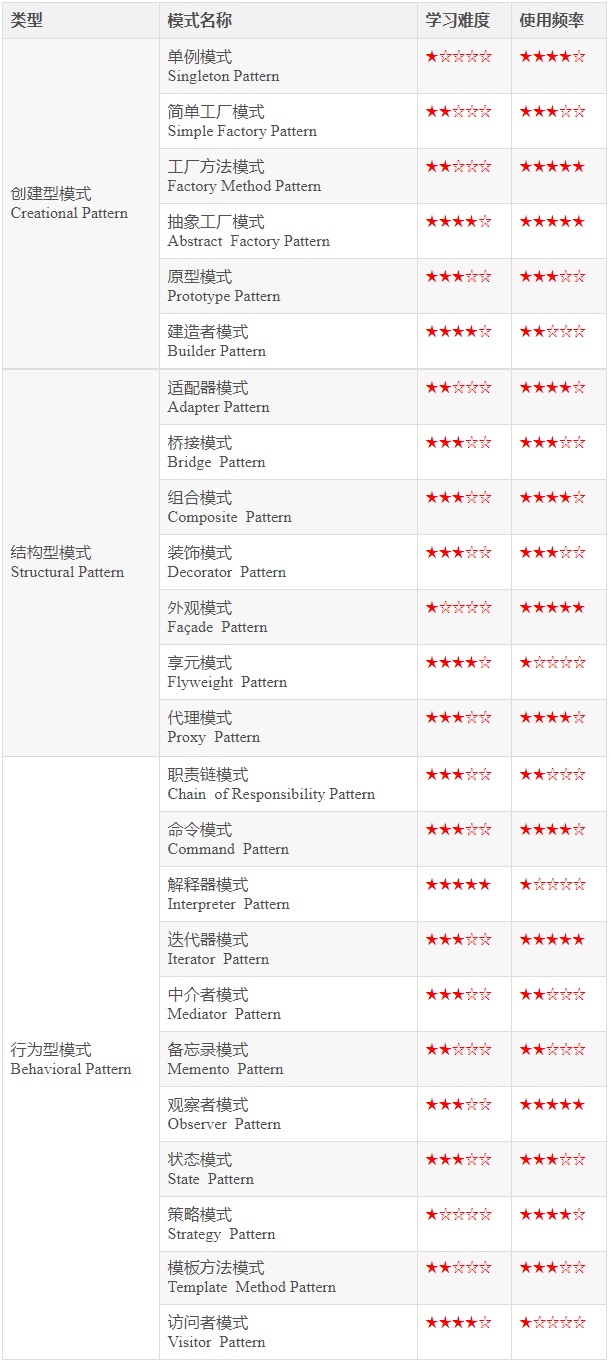 类型 模式名称 学习难度 使用频率
单例模式 ★☆☆☆☆ ★★★★☆
Singleton Pattern
简单工厂模式 ★★☆☆☆ ★★★☆☆
Simple Factory Pattern
工厂方法模式 ★★☆☆☆ ★★★★★
Factory Method Pattern
创建型模式
Creational Pattern
抽象工厂模式 ★★★★☆ ★★★★★
Abstract Factory Pattern
原型模式 ★★★☆☆ ★★★☆☆
Prototype Pattern
建造者模式 ★★★★☆ ★★☆☆☆
Builder Pattern
适配器模式 ★★☆☆☆ ★★★★☆
Adapter Pattern
桥接模式 ★★★☆☆ ★★★☆☆
Bridge Pattern
组合模式 ★★★☆☆ ★★★★☆
Composite Pattern
结构型模式
Structural Pattern
装饰模式 ★★★☆☆ ★★★☆☆
Decorator Pattern
外观模式 ★☆☆☆☆ ★★★★★
Façade Pattern
享元模式 ★★★★☆ ★☆☆☆☆
Flyweight Pattern
代理模式 ★★★☆☆ ★★★★☆
Proxy Pattern
职责链模式 ★★★☆☆ ★★☆☆☆
Chain of Responsibility Pattern
命令模式 ★★★☆☆ ★★★★☆
Command Pattern
解释器模式 ★★★★★ ★☆☆☆☆
Interpreter Pattern
迭代器模式 ★★★☆☆ ★★★★★
Iterator Pattern
中介者模式 ★★★☆☆ ★★☆☆☆
Mediator Pattern
行为型模式
Behavioral Pattern
备忘录模式 ★★☆☆☆ ★★☆☆☆
Memento Pattern
观察者模式 ★★★☆☆ ★★★★★
Observer Pattern
状态模式 ★★★☆☆ ★★★☆☆
State Pattern
策略模式 ★☆☆☆☆ ★★★★☆
Strategy Pattern
模板方法模式 ★★☆☆☆ ★★★☆☆
Template Method Pattern
访问者模式 ★★★★☆ ★☆☆☆☆
Visitor Pattern